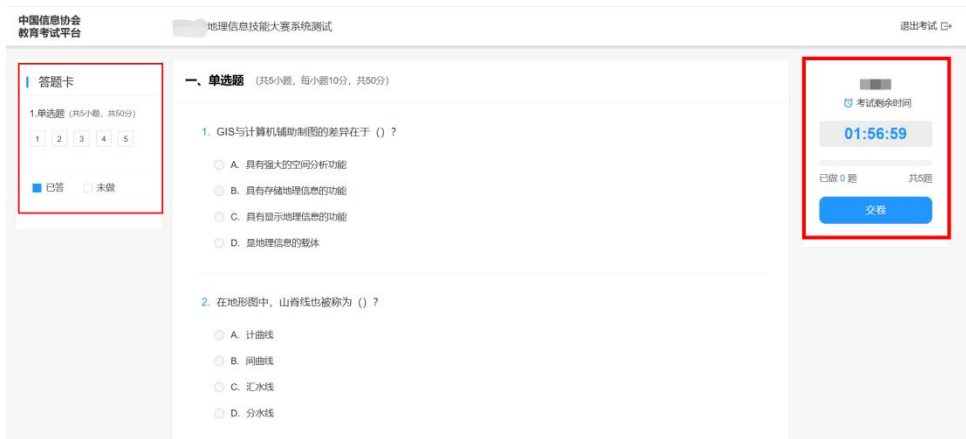 中国信息协会
教育考试平台
地理信息技能大赛系统测试
退出考试
答题卡
1.单选题 (共5小题, 共50分)
1 2 3 4 5
已答 未做
一、单选题 (共5小题, 每小题10分, 共50分)
1. GIS与计算机辅助制图的差异在于 () ?
A. 具有强大的空间分析功能
B. 具有存储地理信息的功能
C. 具有显示地理信息的功能
D. 是地理信息的载体
2. 在地形图中, 山脊线也被称为 () ?
A. 计曲线
B. 间曲线
C. 汇水线
D. 分水线
考试剩余时间
01:56:59
已做 0 题 共5题
交卷